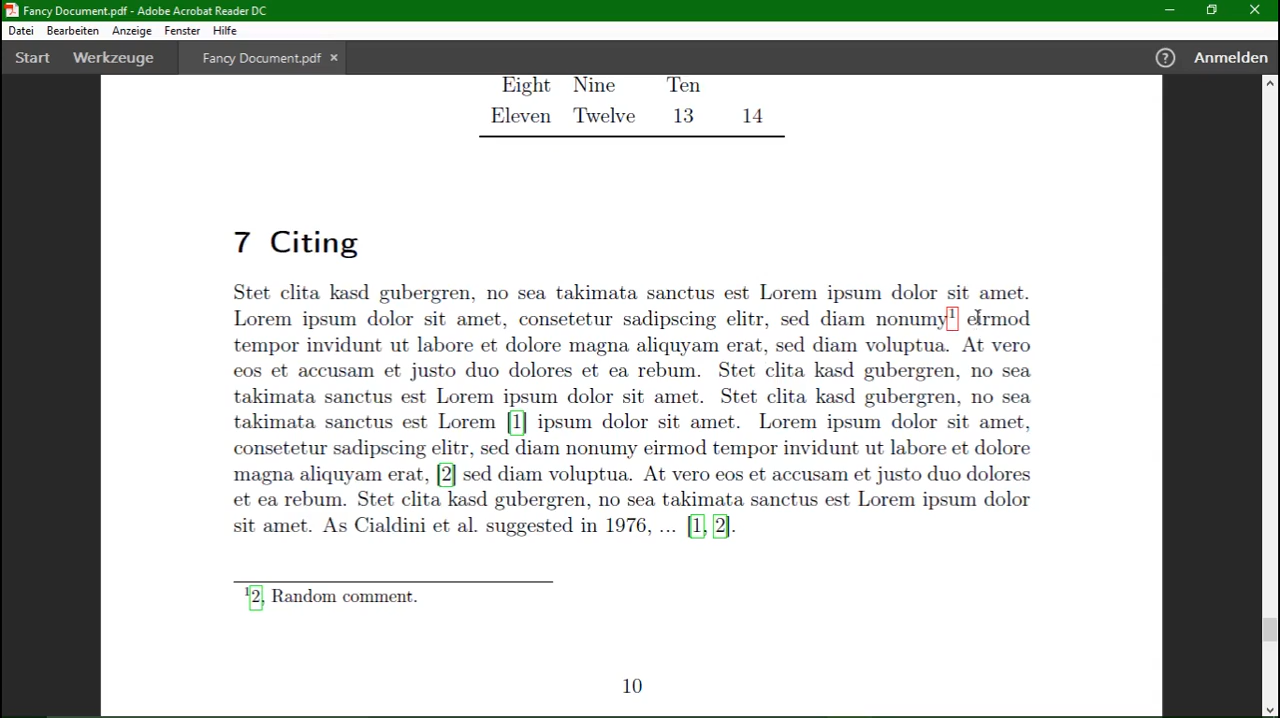 Fancy Document.pdf - Adobe Acrobat Reader DC
Datei Bearbeiten Anzeige Fenster Hilfe
Start Werkzeuge Fancy Document.pdf × ? Anmelden
Eight Nine Ten
Eleven Twelve 13 14
7 Citing
Stet clita kasd gubergren, no sea takimata sanctus est Lorem ipsum dolor sit amet.
Lorem ipsum dolor sit amet, consetetur sadipscing elitr, sed diam nonumy¹ eirmod
tempor invidunt ut labore et dolore magna aliquyam erat, sed diam voluptua. At vero
eos et accusam et justo duo dolores et ea rebum. Stet clita kasd gubergren, no sea
takimata sanctus est Lorem ipsum dolor sit amet. Stet clita kasd gubergren, no sea
takimata sanctus est Lorem [1] ipsum dolor sit amet. Lorem ipsum dolor sit amet,
consetetur sadipscing elitr, sed diam nonumy eirmod tempor invidunt ut labore et dolore
magna aliquyam erat, [2] sed diam voluptua. At vero eos et accusam et justo duo dolores
et ea rebum. Stet clita kasd gubergren, no sea takimata sanctus est Lorem ipsum dolor
sit amet. As Cialdini et al. suggested in 1976, ... [1, 2].
¹2, Random comment.
10